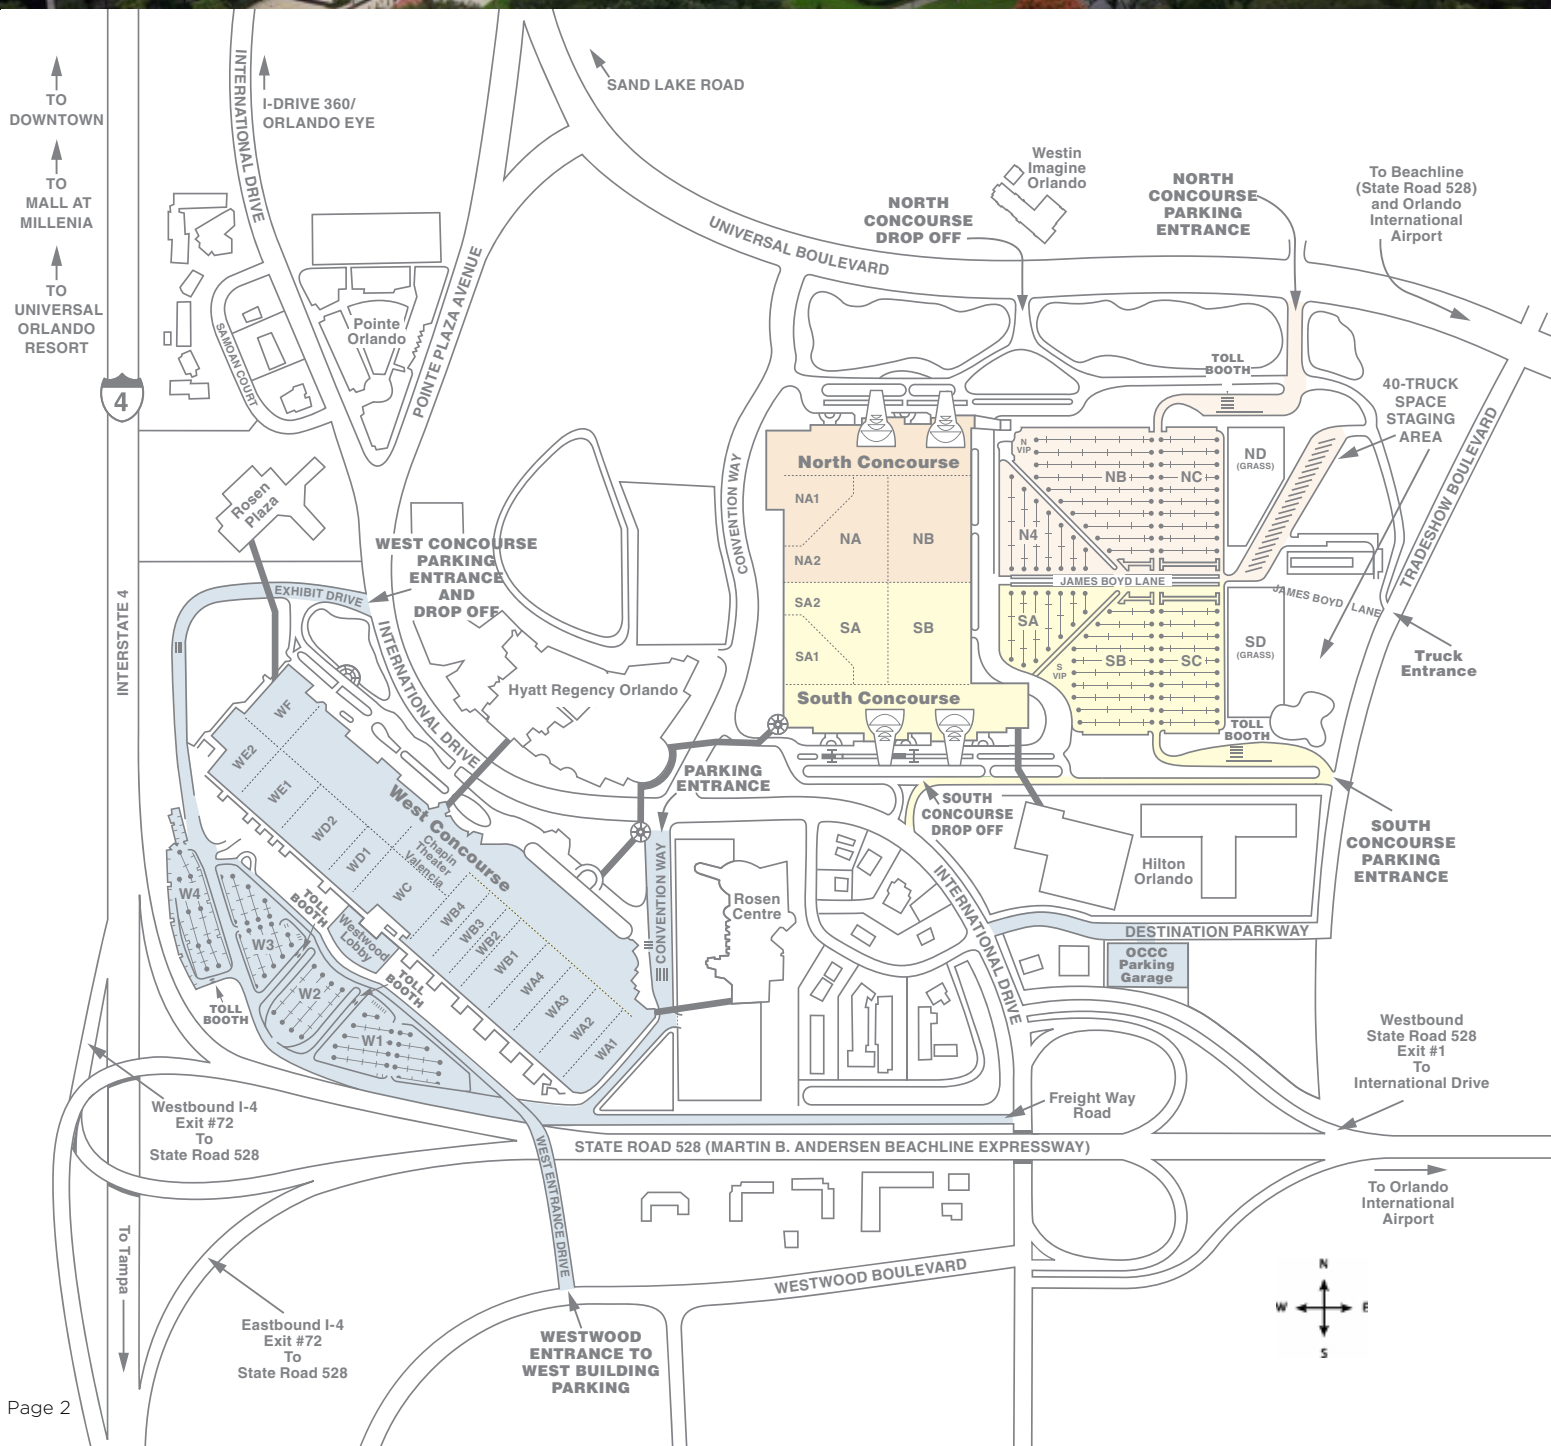 TO
DOWNTOWN
TO
MALL AT
MILLENIA
TO
UNIVERSAL
ORLANDO
RESORT
4
INTERSTATE 4
INTERNATIONAL DRIVE
I-DRIVE 360/
ORLANDO EYE
SAND LAKE ROAD
Westin
Imagine
Orlando
NORTH
CONCOURSE
DROP OFF
NORTH
CONCOURSE
PARKING
ENTRANCE
To Beachline
(State Road 528)
and Orlando
International
Airport
UNIVERSAL BOULEVARD
POINTE PLAZA AVENUE
Pointe
Orlando
SAMOAN COURT
TOLL
BOOTH
40-TRUCK
SPACE
STAGING
AREA
TRADESHOW BOULEVARD
Rosen
Plaza
CONVENTION WAY
North Concourse
NA1
NA
NB
NA2
SA2
SA
SB
SA1
South Concourse
N
VIP
NB
NC
ND
(GRASS)
N4
JAMES BOYD LANE
JAMES BOYD LANE
SA
SB
SC
S
VIP
SD
(GRASS)
Truck
Entrance
TOLL
BOOTH
WEST CONCOURSE
PARKING
ENTRANCE
AND
DROP OFF
EXHIBIT DRIVE
INTERNATIONAL DRIVE
Hyatt Regency Orlando
PARKING
ENTRANCE
SOUTH
CONCOURSE
DROP OFF
SOUTH
CONCOURSE
PARKING
ENTRANCE
Hilton
Orlando
WF
WE2
WE1
WD2
WD1
WC
West Concourse
Chapin
Theater
Valencia
WB4
WB3
WB2
WB1
WA4
WA3
WA2
WA1
CONVENTION WAY
Rosen
Centre
INTERNATIONAL DRIVE
DESTINATION PARKWAY
OCCC
Parking
Garage
W4
W3
W2
W1
TOLL
BOOTH
Westwood
Lobby
TOLL
BOOTH
TOLL
BOOTH
Westbound
State Road 528
Exit #1
To
International Drive
Freight Way
Road
Westbound I-4
Exit #72
To
State Road 528
STATE ROAD 528 (MARTIN B. ANDERSEN BEACHLINE EXPRESSWAY)
To Orlando
International
Airport
WEST ENTRANCE DRIVE
WESTWOOD BOULEVARD
To Tampa
Eastbound I-4
Exit #72
To
State Road 528
WESTWOOD
ENTRANCE TO
WEST BUILDING
PARKING
N
W E
S
Page 2